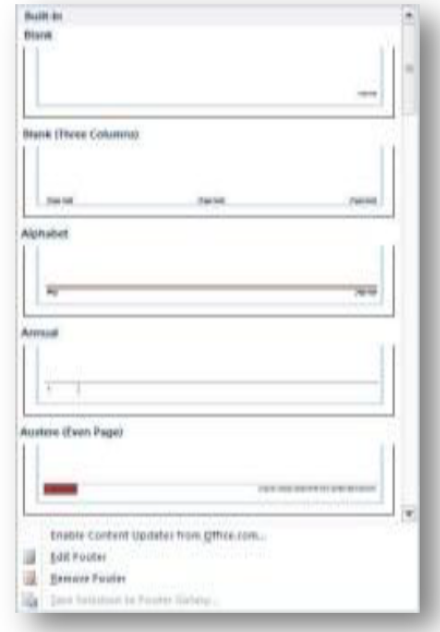 Built-In
Blank
Blank (Three Columns)
Alphabet
Annual
Austere (Even Page)
Enable Content Updates from Office.com...
Edit Footer
Remove Footer
Save Selection to Footer Gallery...